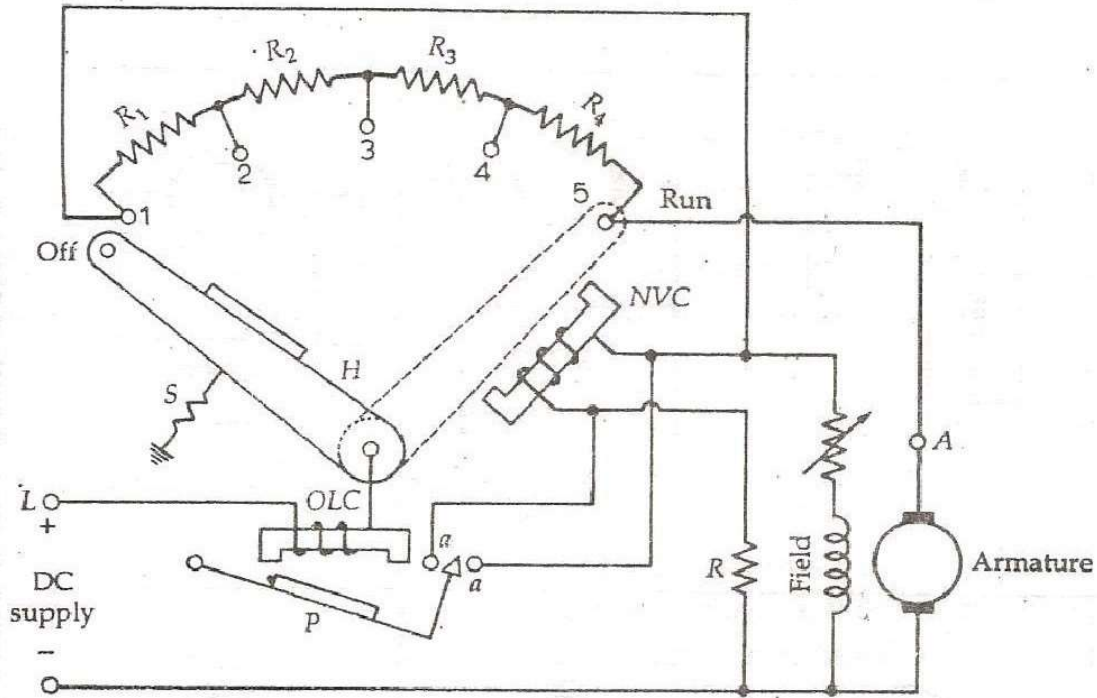 R2
R3
R1
R4
2
3
4
5
1
Run
Off
NVC
H
S
A
L
+
OLC
a
a
R
Field
Armature
DC
supply
P
−